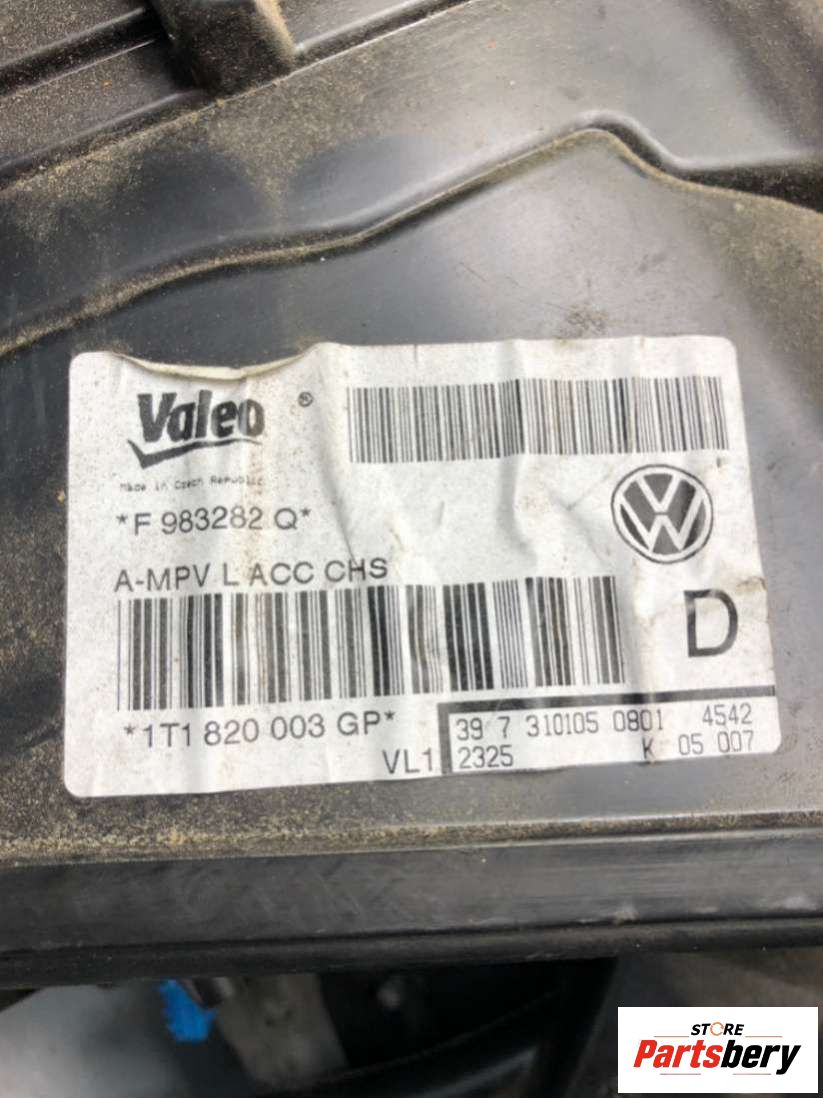 Valeo ®
Made in Czech Republic
*F 983282 Q*
A-MPV L ACC CHS
D
*1T1 820 003 GP*
39 7 310105 0801 4542
VL1 2325 K 05 007
STORE
Partsbery